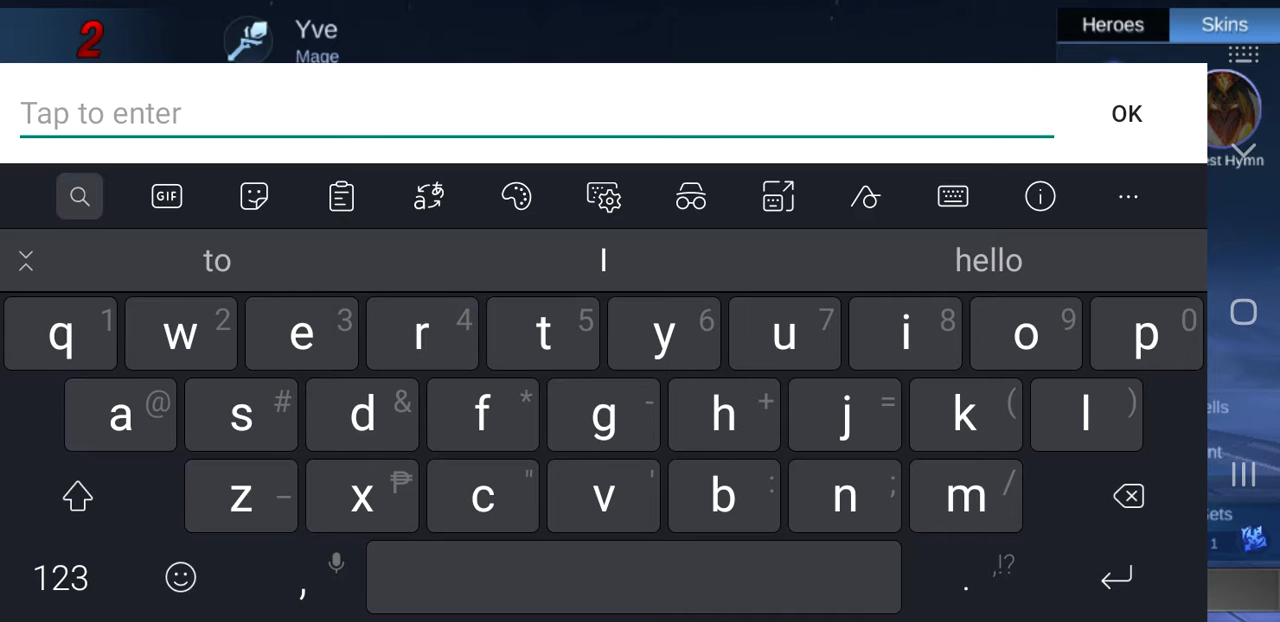 2
Yve
Mage
Heroes
Skins
Tap to enter
OK
est Hymn
GIF
to
I
hello
q 1 w 2 e 3 r 4 t 5 y 6 u 7 i 8 o 9 p 0
a @ s # d & f * g - h + j = k ( l )
ells
z – x ₱ c " v ' b : n ; m /
nt
ets
1
123 , . ,!?